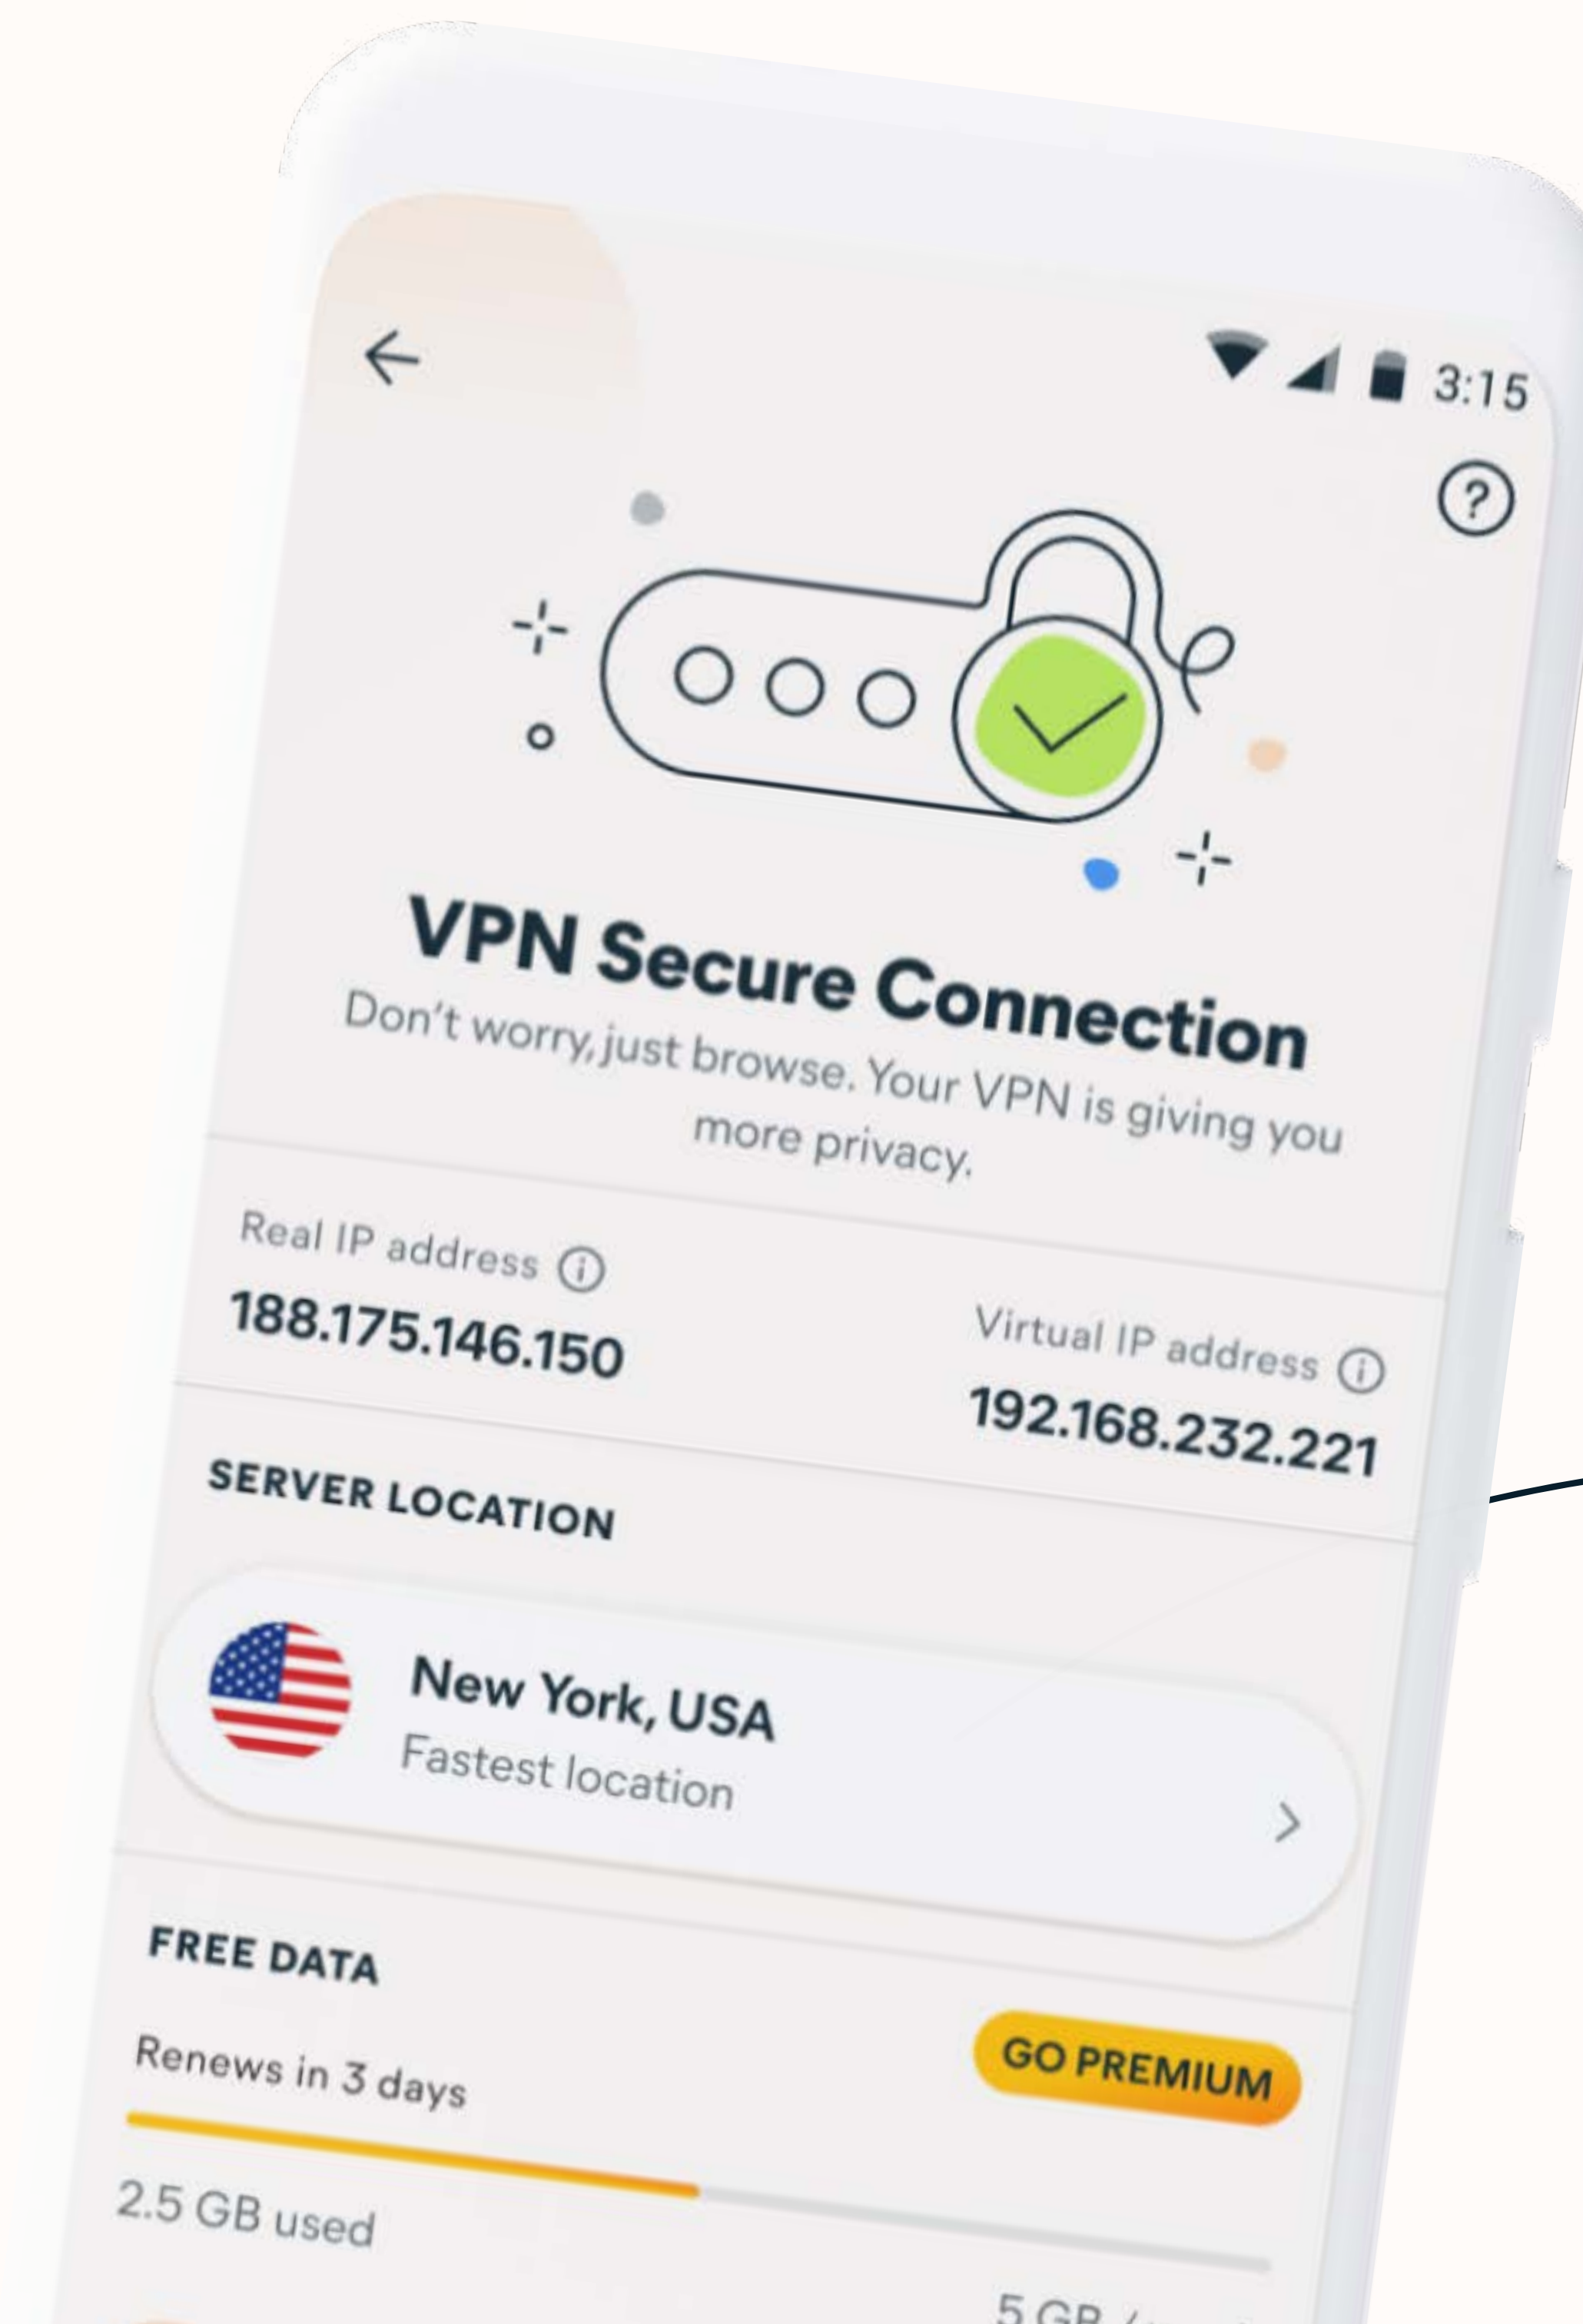 3:15
?
VPN Secure Connection
Don't worry, just browse. Your VPN is giving you
more privacy.
Real IP address
188.175.146.150
Virtual IP address
192.168.232.221
SERVER LOCATION
New York, USA
Fastest location
FREE DATA
GO PREMIUM
Renews in 3 days
2.5 GB used
5 GB